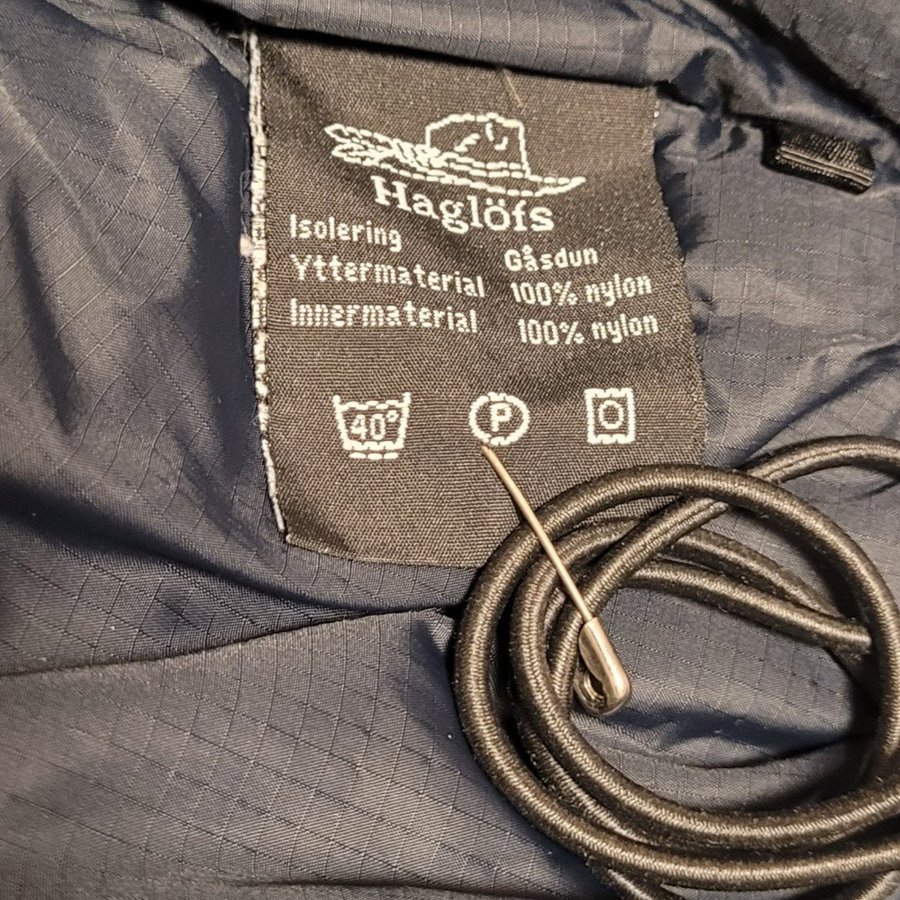 Haglöfs
Isolering Gåsdun
Yttermaterial 100% nylon
Innermaterial 100% nylon
40° P